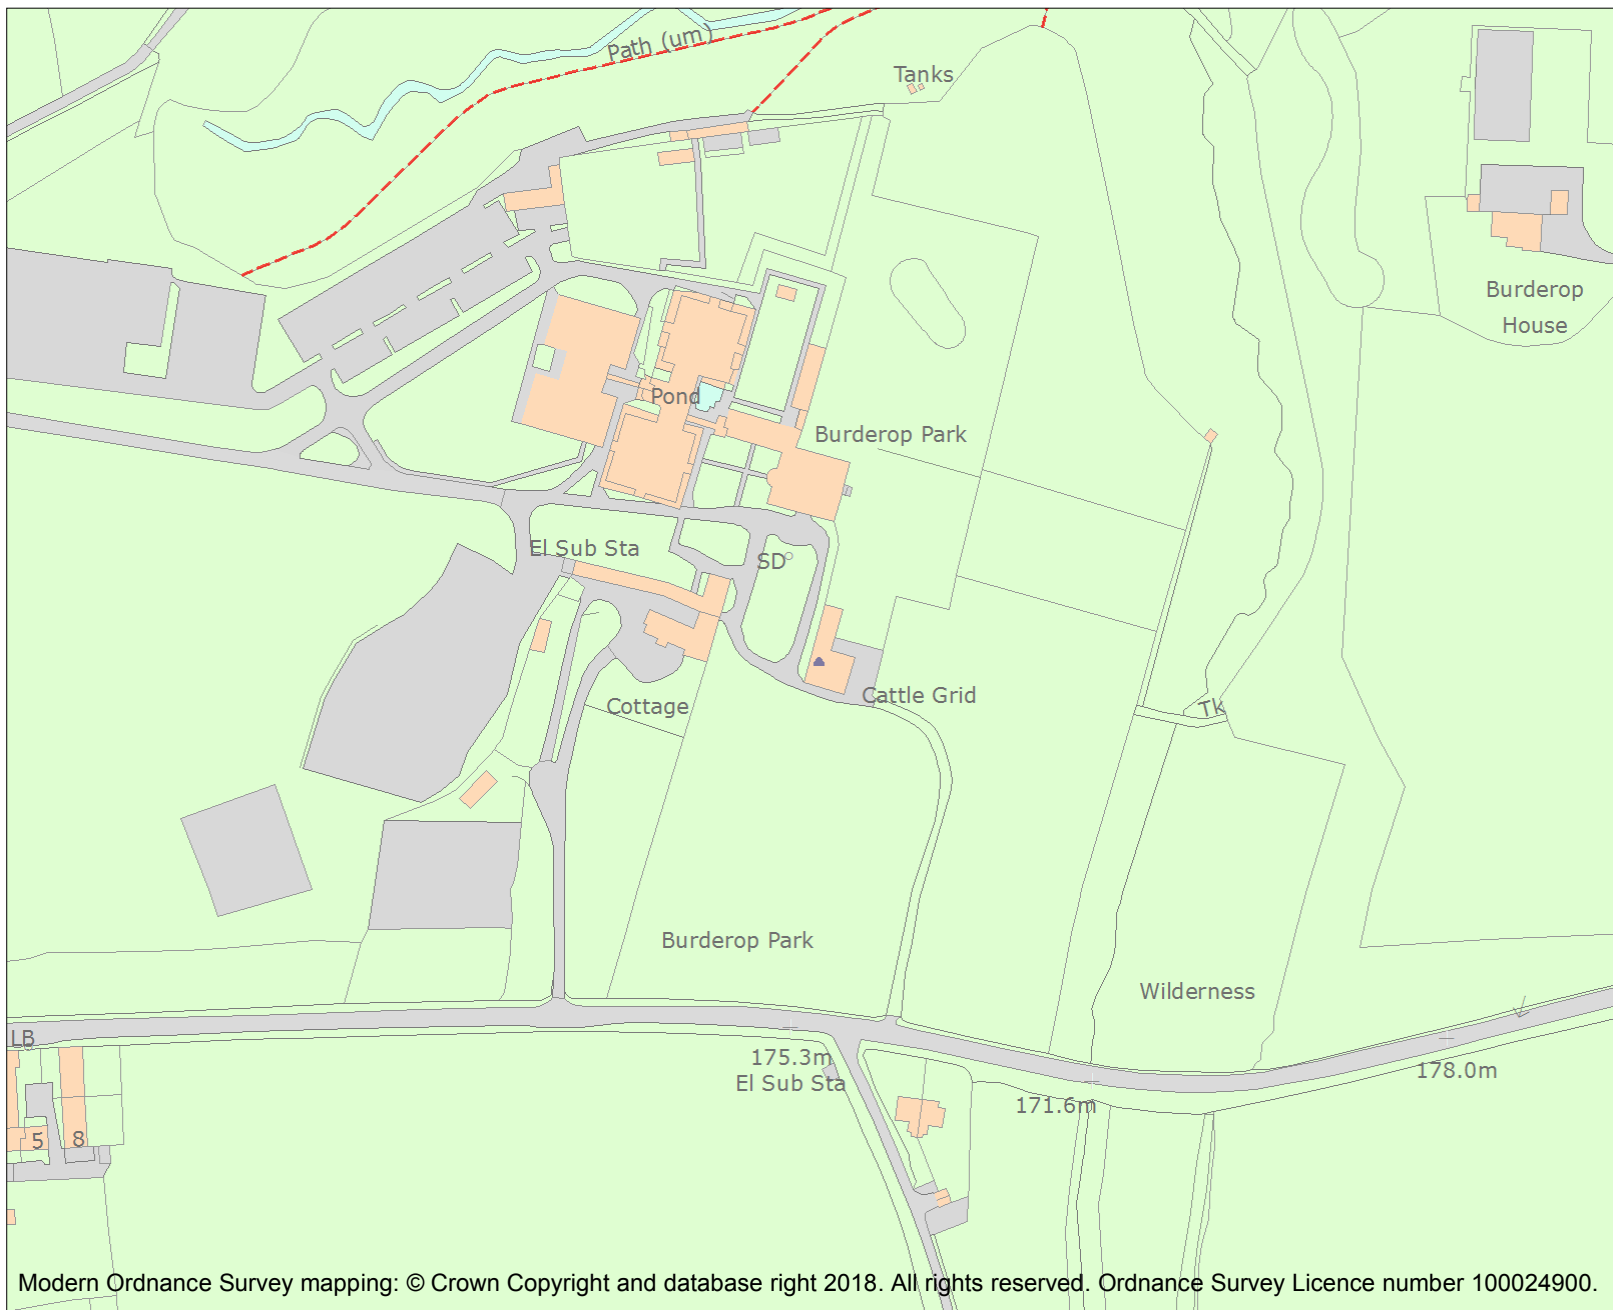 Path (um)
Tanks
Burderop
House
Pond
Burderop Park
El Sub Sta
SD
Cottage
Cattle Grid
Tk
Burderop Park
Wilderness
LB
175.3m
El Sub Sta
178.0m
171.6m
5
8
Modern Ordnance Survey mapping: © Crown Copyright and database right 2018. All rights reserved. Ordnance Survey Licence number 100024900.